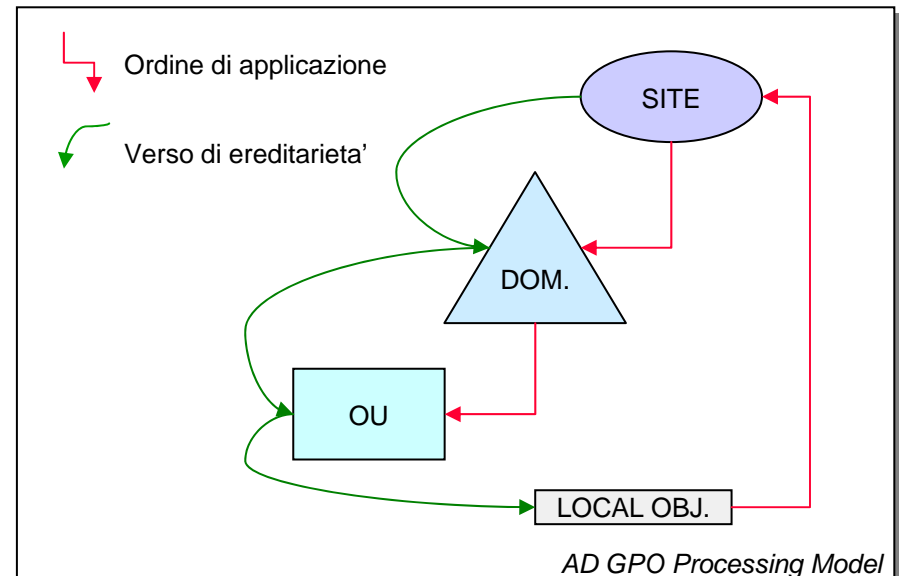 Ordine di applicazione
SITE
Verso di ereditarieta’
DOM.
OU
LOCAL OBJ.
AD GPO Processing Model